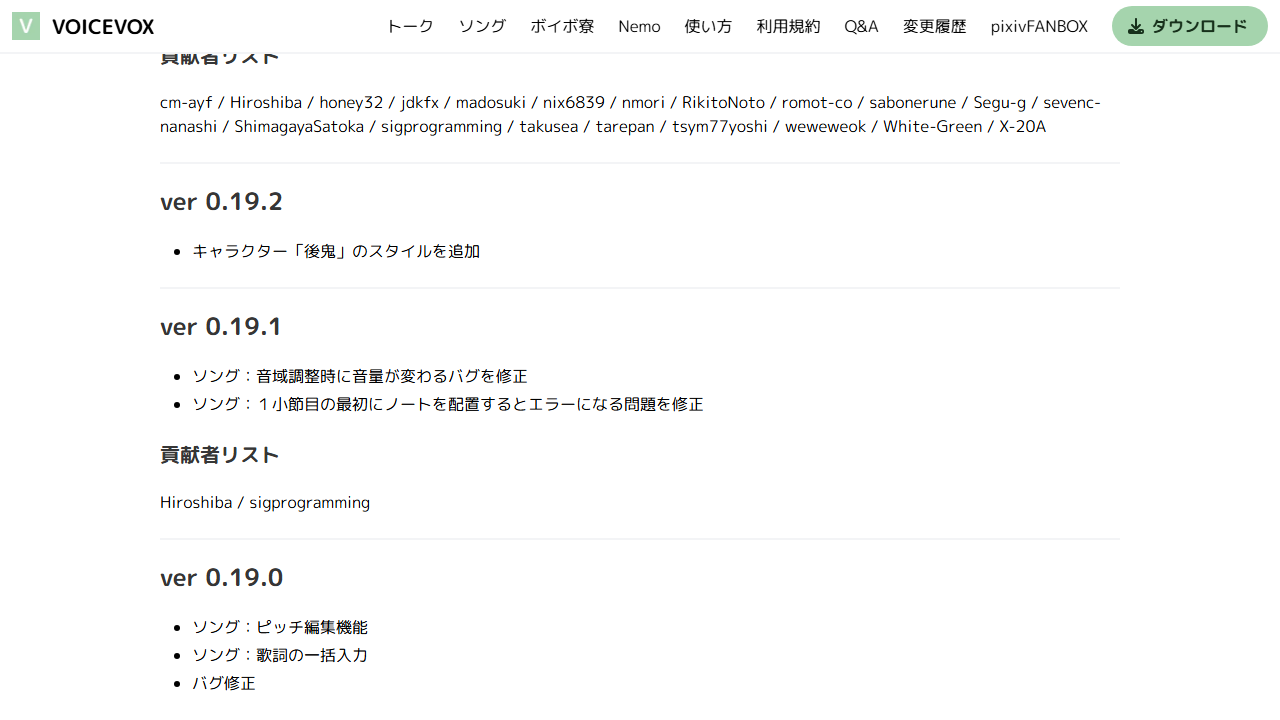 V VOICEVOX トーク ソング ボイボ寮 Nemo 使い方 利用規約 Q&A 変更履歴 pixivFANBOX ダウンロード
貢献者リスト
cm-ayf / Hiroshiba / honey32 / jdkfx / madosuki / nix6839 / nmori / RikitoNoto / romot-co / sabonerune / Segu-g / sevenc-
nanashi / ShimagayaSatoka / sigprogramming / takusea / tarepan / tsym77yoshi / weweweok / White-Green / X-20A
ver 0.19.2
• キャラクター「後鬼」のスタイルを追加
ver 0.19.1
• ソング：音域調整時に音量が変わるバグを修正
• ソング：１小節目の最初にノートを配置するとエラーになる問題を修正
貢献者リスト
Hiroshiba / sigprogramming
ver 0.19.0
• ソング：ピッチ編集機能
• ソング：歌詞の一括入力
• バグ修正